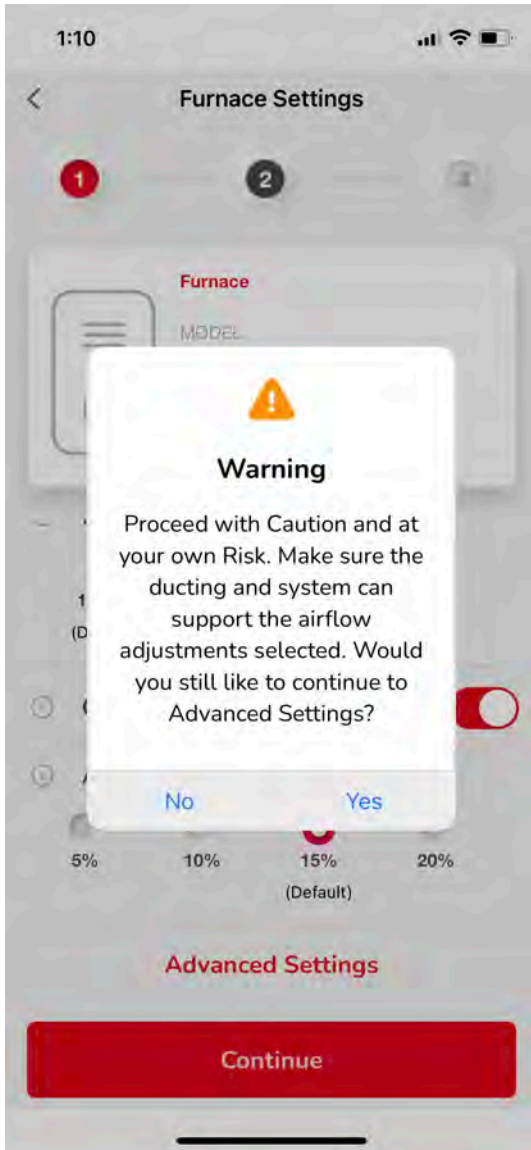 1:10
Furnace Settings
1
2
3
Furnace
MODEL
Warning
Proceed with Caution and at
your own Risk. Make sure the
ducting and system can
support the airflow
adjustments selected. Would
you still like to continue to
Advanced Settings?
No
Yes
5%
10%
15%
20%
(Default)
Advanced Settings
Continue